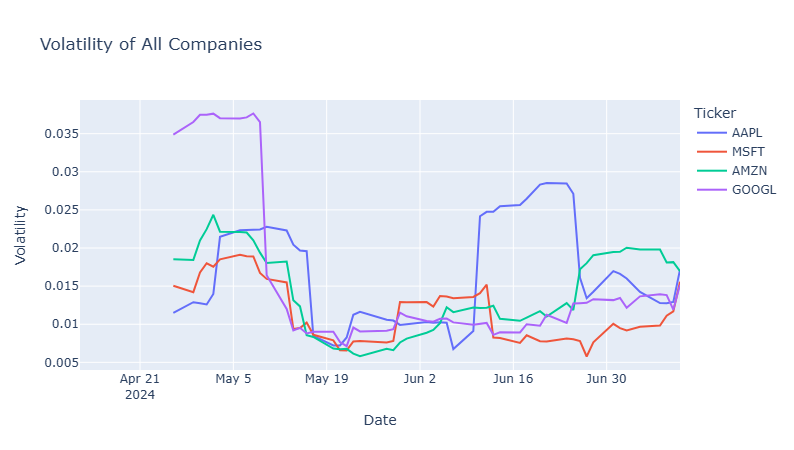 Volatility of All Companies
Ticker
AAPL
MSFT
AMZN
GOOGL
Volatility
0.035
0.03
0.025
0.02
0.015
0.01
0.005
Apr 21
2024
May 5
May 19
Jun 2
Jun 16
Jun 30
Date